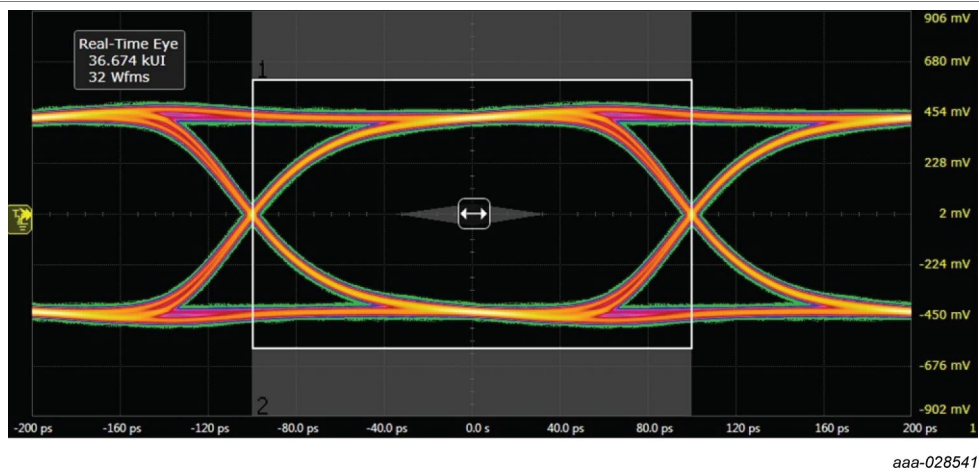 Real-Time Eye
36.674 kUI
32 Wfms
1
906 mV
680 mV
454 mV
228 mV
2 mV
-224 mV
-450 mV
-676 mV
-902 mV
2
-200 ps -160 ps -120 ps -80.0 ps -40.0 ps 0.0 s 40.0 ps 80.0 ps 120 ps 160 ps 200 ps 1
aaa-028541